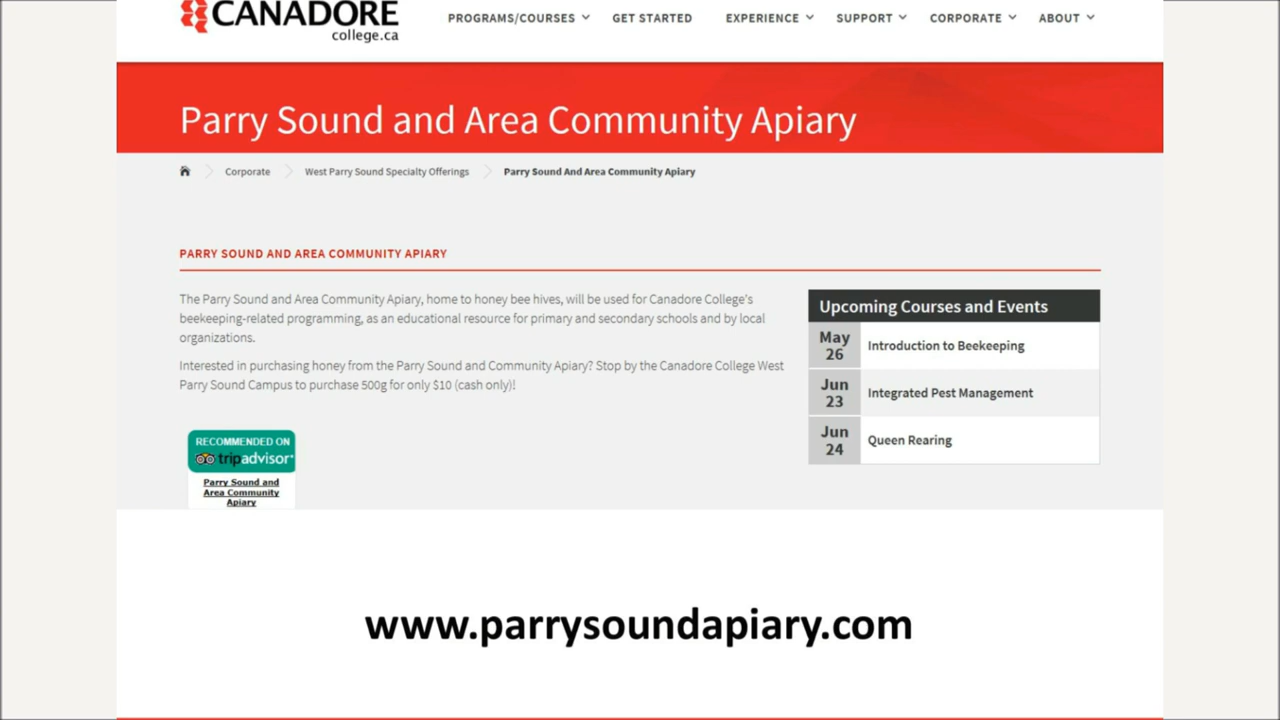 CANADORE
college.ca
PROGRAMS/COURSES GET STARTED EXPERIENCE SUPPORT CORPORATE ABOUT
Parry Sound and Area Community Apiary
Corporate West Parry Sound Specialty Offerings Parry Sound And Area Community Apiary
PARRY SOUND AND AREA COMMUNITY APIARY
The Parry Sound and Area Community Apiary, home to honey bee hives, will be used for Canadore College's
beekeeping-related programming, as an educational resource for primary and secondary schools and by local
organizations.
Interested in purchasing honey from the Parry Sound and Community Apiary? Stop by the Canadore College West
Parry Sound Campus to purchase 500g for only $10 (cash only)!
Upcoming Courses and Events
May
26
Introduction to Beekeeping
Jun
23
Integrated Pest Management
Jun
24
Queen Rearing
RECOMMENDED ON
tripadvisor
Parry Sound and
Area Community
Apiary
www.parrysoundapiary.com